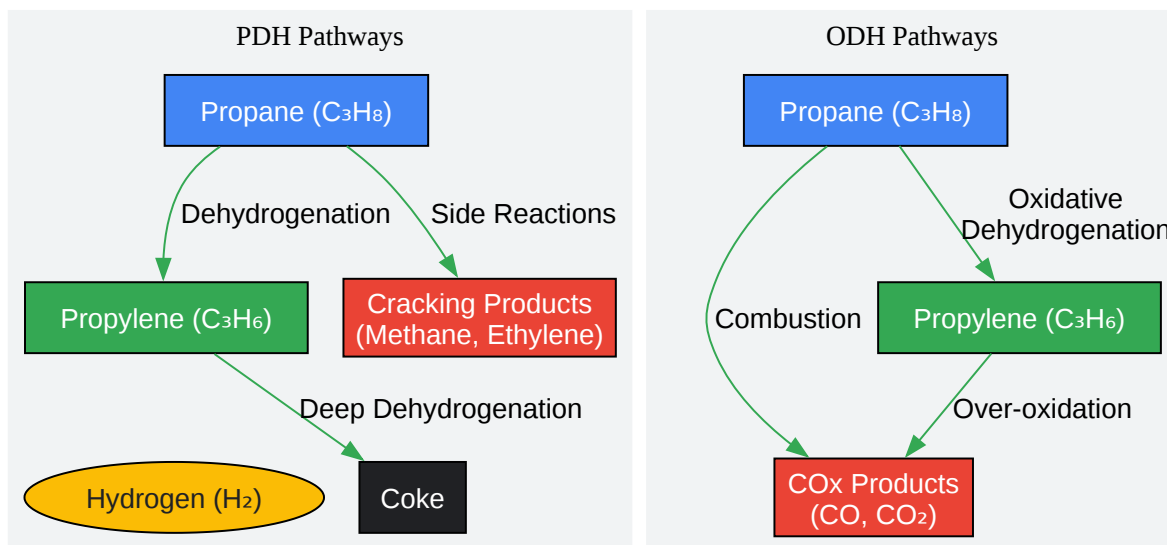 PDH Pathways
Propane (C₃H₈)
Dehydrogenation
Side Reactions
Propylene (C₃H₆)
Cracking Products
(Methane, Ethylene)
Deep Dehydrogenation
Hydrogen (H₂)
Coke
ODH Pathways
Propane (C₃H₈)
Oxidative
Dehydrogenation
Combustion
Propylene (C₃H₆)
Over-oxidation
COx Products
(CO, CO₂)